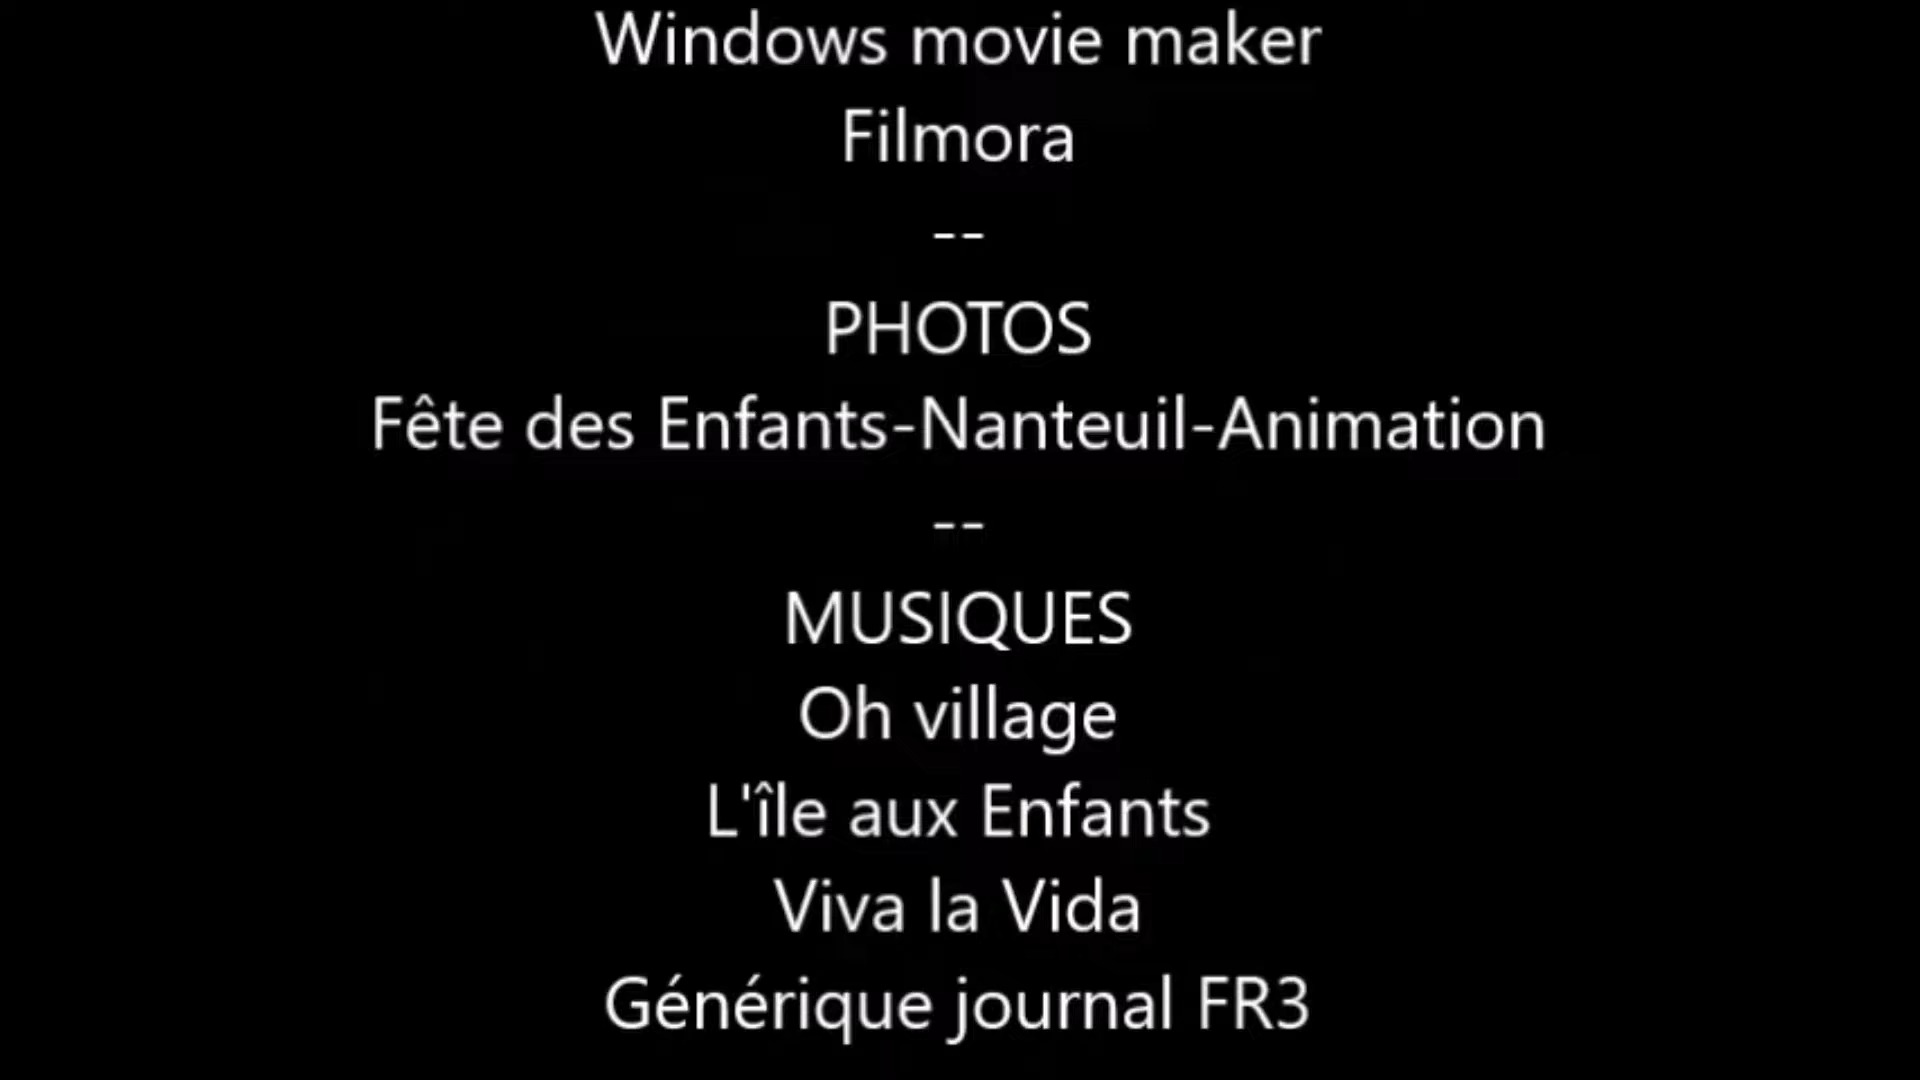 Windows movie maker
Filmora
--
PHOTOS
Fête des Enfants-Nanteuil-Animation
--
MUSIQUES
Oh village
L'île aux Enfants
Viva la Vida
Générique journal FR3